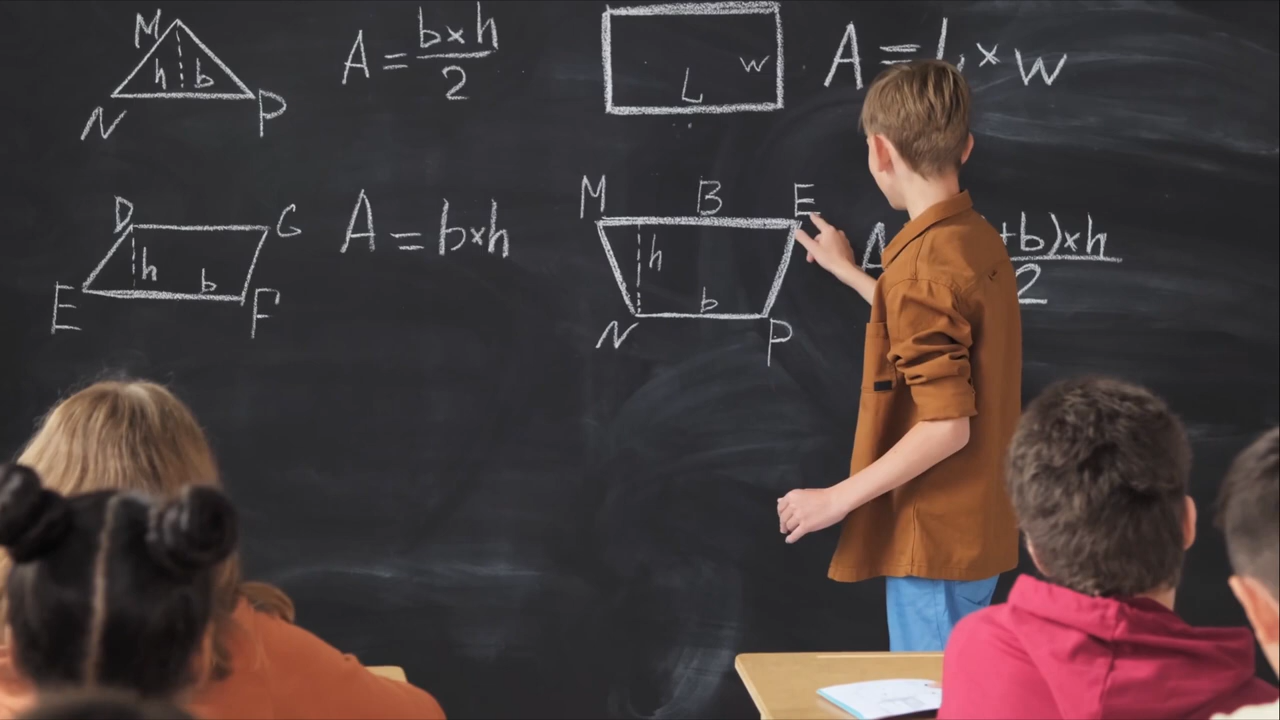 M
h b
N P
A = b×h
2
w
L
A = L × w
D G
h
b
E F
A = b×h
M B E
h
b
N P
A +b)×h
2